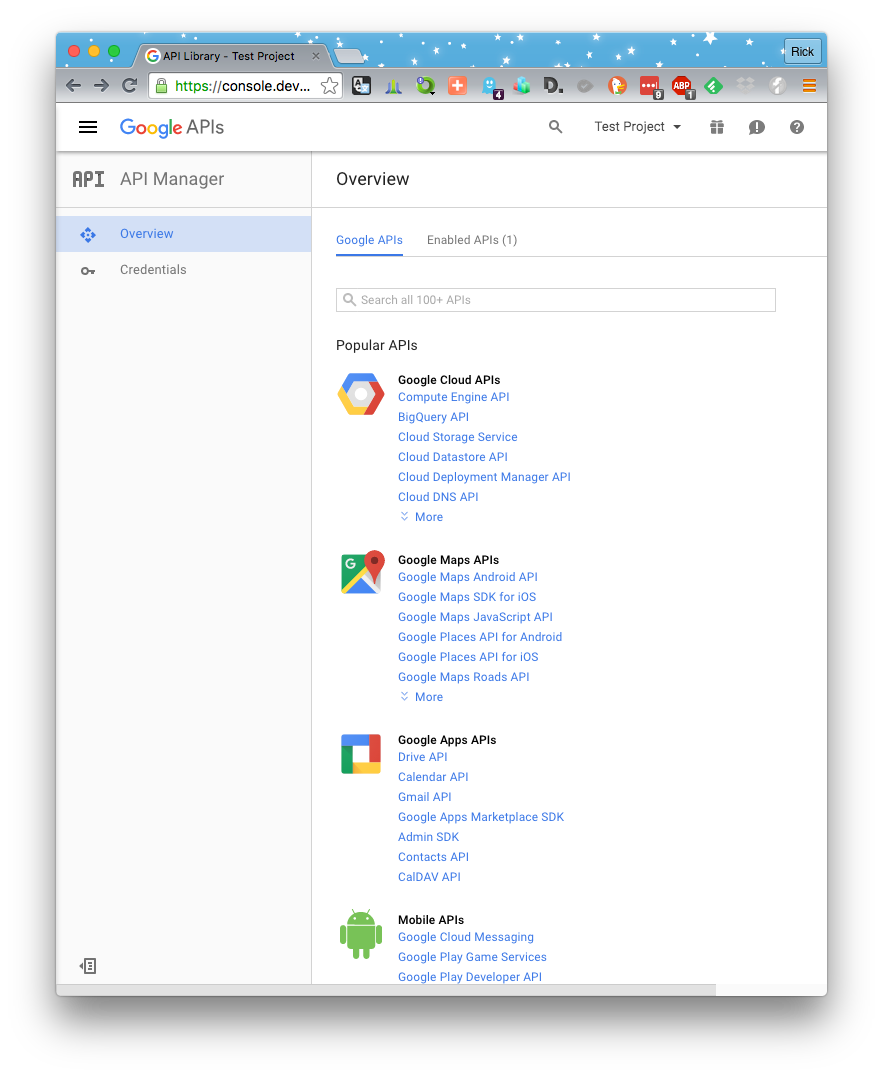 API Library - Test Project
Rick
https://console.dev...
4
9
ABP
1
Google APIs
Test Project
API
API Manager
Overview
Overview
Credentials
Google APIs
Enabled APIs (1)
Search all 100+ APIs
Popular APIs
Google Cloud APIs
Compute Engine API
BigQuery API
Cloud Storage Service
Cloud Datastore API
Cloud Deployment Manager API
Cloud DNS API
More
Google Maps APIs
Google Maps Android API
Google Maps SDK for iOS
Google Maps JavaScript API
Google Places API for Android
Google Places API for iOS
Google Maps Roads API
More
Google Apps APIs
Drive API
Calendar API
Gmail API
Google Apps Marketplace SDK
Admin SDK
Contacts API
CalDAV API
Mobile APIs
Google Cloud Messaging
Google Play Game Services
Google Play Developer API